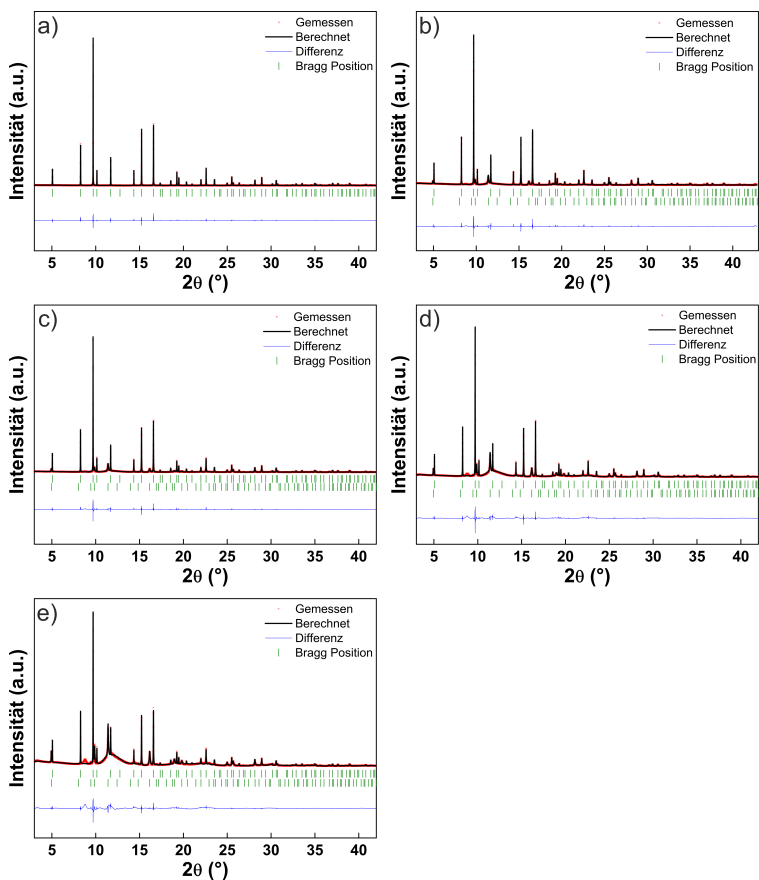 a)
Gemessen
Berechnet
Differenz
Bragg Position
Intensität (a.u.)
5 10 15 20 25 30 35 40
2θ (°)
b)
Gemessen
Berechnet
Differenz
Bragg Position
Intensität (a.u.)
5 10 15 20 25 30 35 40
2θ (°)
c)
Gemessen
Berechnet
Differenz
Bragg Position
Intensität (a.u.)
5 10 15 20 25 30 35 40
2θ (°)
d)
Gemessen
Berechnet
Differenz
Bragg Position
Intensität (a.u.)
5 10 15 20 25 30 35 40
2θ (°)
e)
Gemessen
Berechnet
Differenz
Bragg Position
Intensität (a.u.)
5 10 15 20 25 30 35 40
2θ (°)